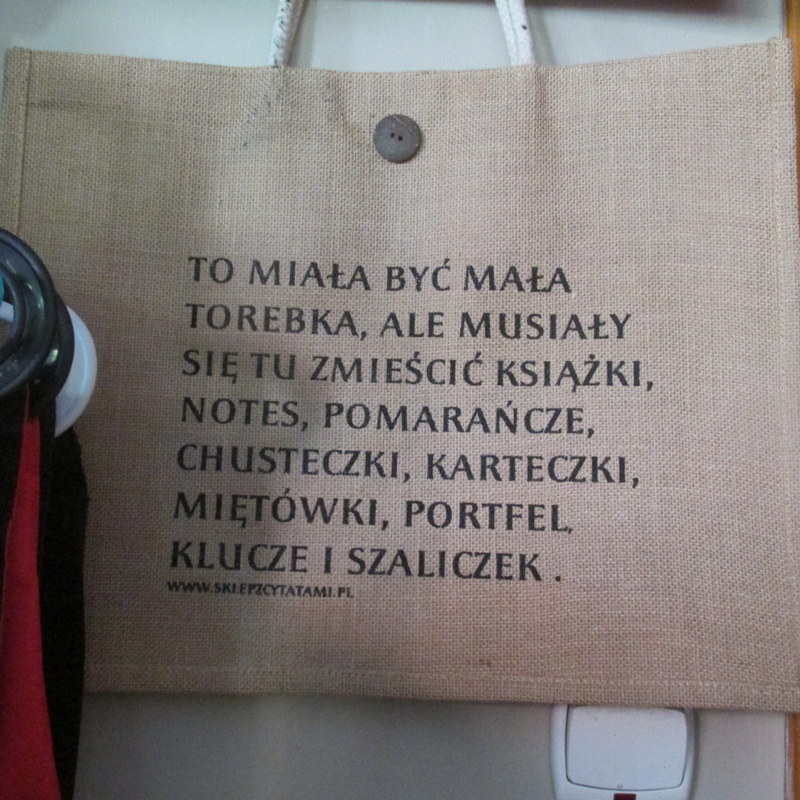 TO MIAŁA BYĆ MAŁA
TOREBKA, ALE MUSIAŁY
SIĘ TU ZMIEŚCIĆ KSIĄŻKI,
NOTES, POMARAŃCZE,
CHUSTECZKI, KARTECZKI,
MIĘTÓWKI, PORTFEL,
KLUCZE I SZALICZEK .
WWW.SKLEPZCYTATAMI.PL